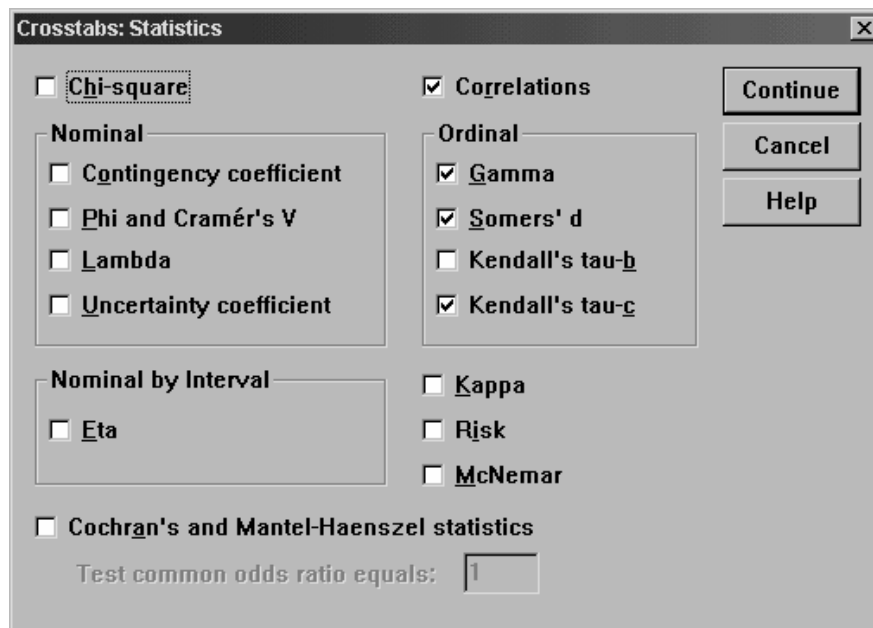 Crosstabs: Statistics
Chi-square
Correlations
Continue
Cancel
Help
Nominal
Contingency coefficient
Phi and Cramér's V
Lambda
Uncertainty coefficient
Ordinal
Gamma
Somers' d
Kendall's tau-b
Kendall's tau-c
Nominal by Interval
Eta
Kappa
Risk
McNemar
Cochran's and Mantel-Haenszel statistics
Test common odds ratio equals: 1